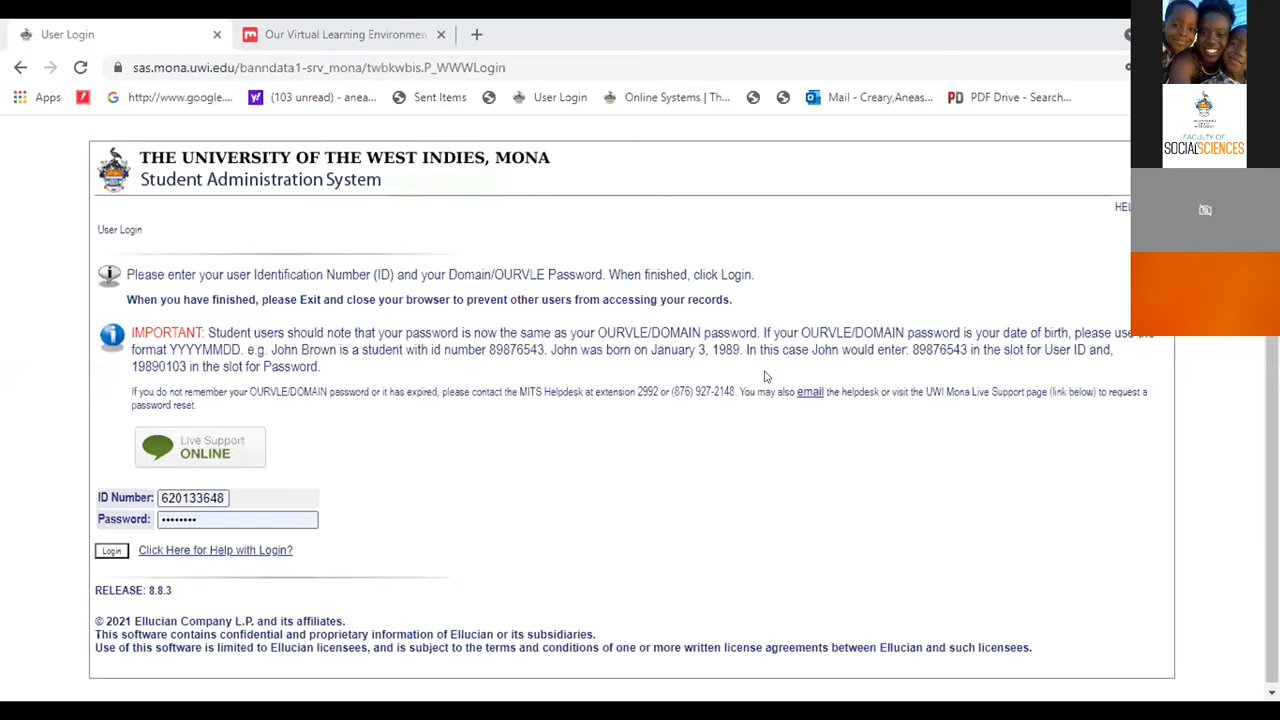 User Login
Our Virtual Learning Environmen
sas.mona.uwi.edu/banndata1-srv_mona/twbkwbis.P_WWWLogin
Apps
http://www.google...
(103 unread) - anea...
Sent Items
User Login
Online Systems | Th...
Mail - Creary,Aneas...
PDF Drive - Search...
FACULTY OF
SOCIALSCIENCES
THE UNIVERSITY OF THE WEST INDIES, MONA
Student Administration System
HEL
User Login
Please enter your user Identification Number (ID) and your Domain/OURVLE Password. When finished, click Login.
When you have finished, please Exit and close your browser to prevent other users from accessing your records.
IMPORTANT: Student users should note that your password is now the same as your OURVLE/DOMAIN password. If your OURVLE/DOMAIN password is your date of birth, please use the
format YYYYMMDD. e.g. John Brown is a student with id number 89876543. John was born on January 3, 1989. In this case John would enter: 89876543 in the slot for User ID and,
19890103 in the slot for Password.
If you do not remember your OURVLE/DOMAIN password or it has expired, please contact the MITS Helpdesk at extension 2992 or (876) 927-2148. You may also email the helpdesk or visit the UWI Mona Live Support page (link below) to request a
password reset.
Live Support
ONLINE
ID Number: 620133648
Password: ••••••••
Login Click Here for Help with Login?
RELEASE: 8.8.3
© 2021 Ellucian Company L.P. and its affiliates.
This software contains confidential and proprietary information of Ellucian or its subsidiaries.
Use of this software is limited to Ellucian licensees, and is subject to the terms and conditions of one or more written license agreements between Ellucian and such licensees.